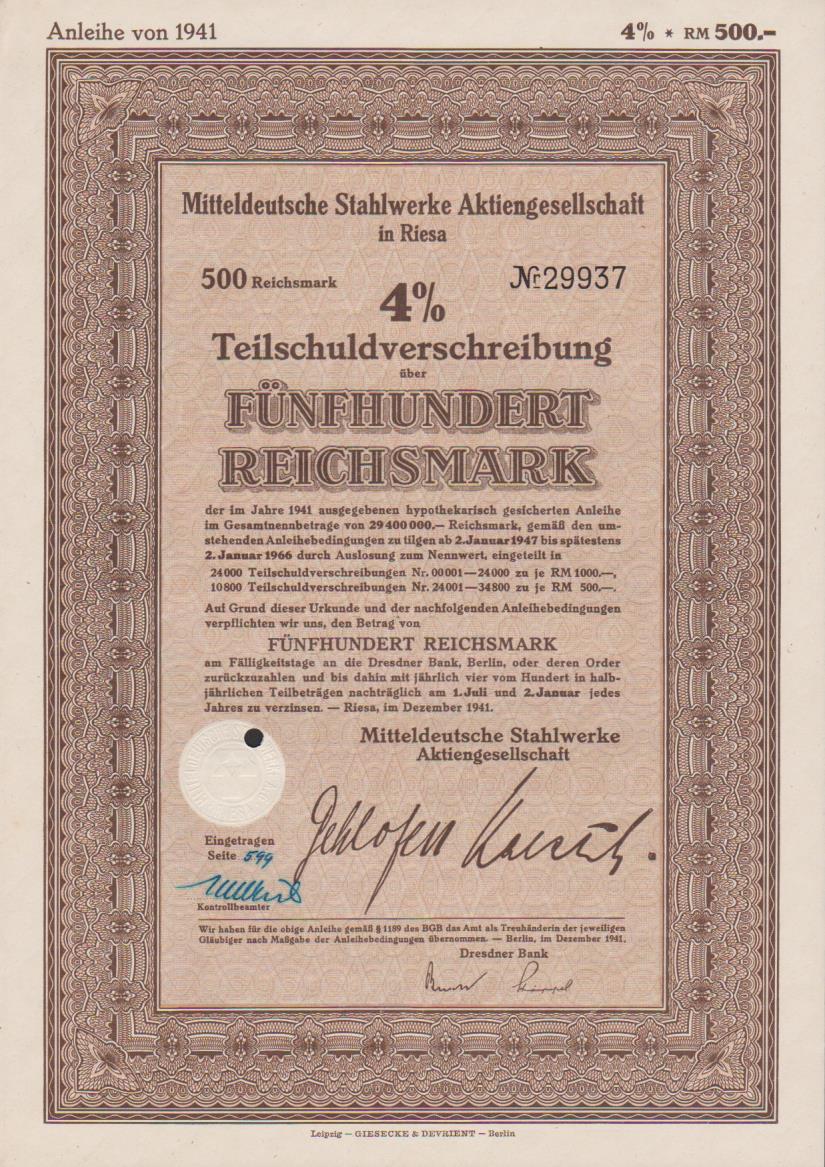 Anleihe von 1941
4% * RM 500.-
Mitteldeutsche Stahlwerke Aktiengesellschaft
in Riesa
500 Reichsmark
№ 29937
4%
Teilschuldverschreibung
über
FÜNFHUNDERT
REICHSMARK
der im Jahre 1941 ausgegebenen hypothekarisch gesicherten Anleihe
im Gesamtnennbetrage von 29400000.— Reichsmark, gemäß den um-
stehenden Anleihebedingungen zu tilgen ab 2. Januar 1947 bis spätestens
2. Januar 1966 durch Auslosung zum Nennwert, eingeteilt in
24000 Teilschuldverschreibungen Nr. 00001—24000 zu je RM 1000.—,
10800 Teilschuldverschreibungen Nr. 24001—34800 zu je RM 500.—.
Auf Grund dieser Urkunde und der nachfolgenden Anleihebedingungen
verpflichten wir uns, den Betrag von
FÜNFHUNDERT REICHSMARK
am Fälligkeitstage an die Dresdner Bank, Berlin, oder deren Order
zurückzuzahlen und bis dahin mit jährlich vier vom Hundert in halb-
jährlichen Teilbeträgen nachträglich am 1. Juli und 2. Januar jedes
Jahres zu verzinsen. — Riesa, im Dezember 1941.
Mitteldeutsche Stahlwerke
Aktiengesellschaft
Eingetragen
Seite 599
Kontrollbeamter
Wir haben für die obige Anleihe gemäß § 1189 des BGB das Amt als Treuhänderin der jeweiligen
Gläubiger nach Maßgabe der Anleihebedingungen übernommen. — Berlin, im Dezember 1941.
Dresdner Bank
Leipzig — GIESECKE & DEVRIENT — Berlin